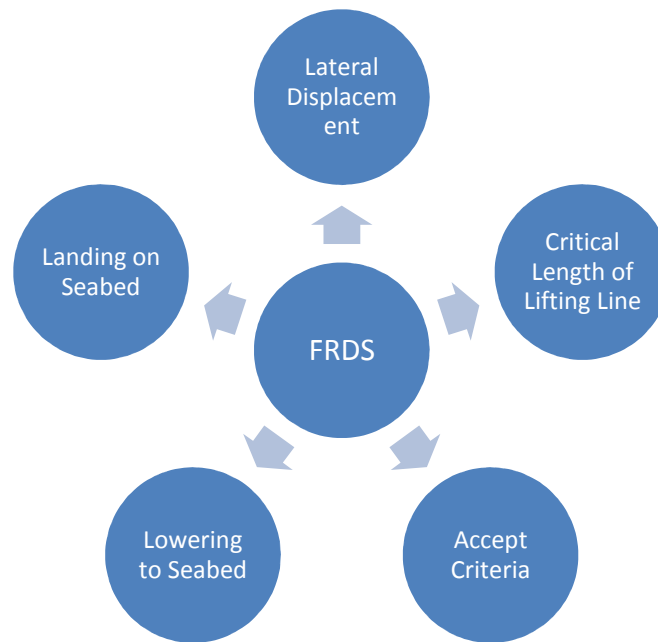 Lateral
Displacem
ent
Landing on
Seabed
Critical
Length of
Lifting Line
FRDS
Lowering
to Seabed
Accept
Criteria